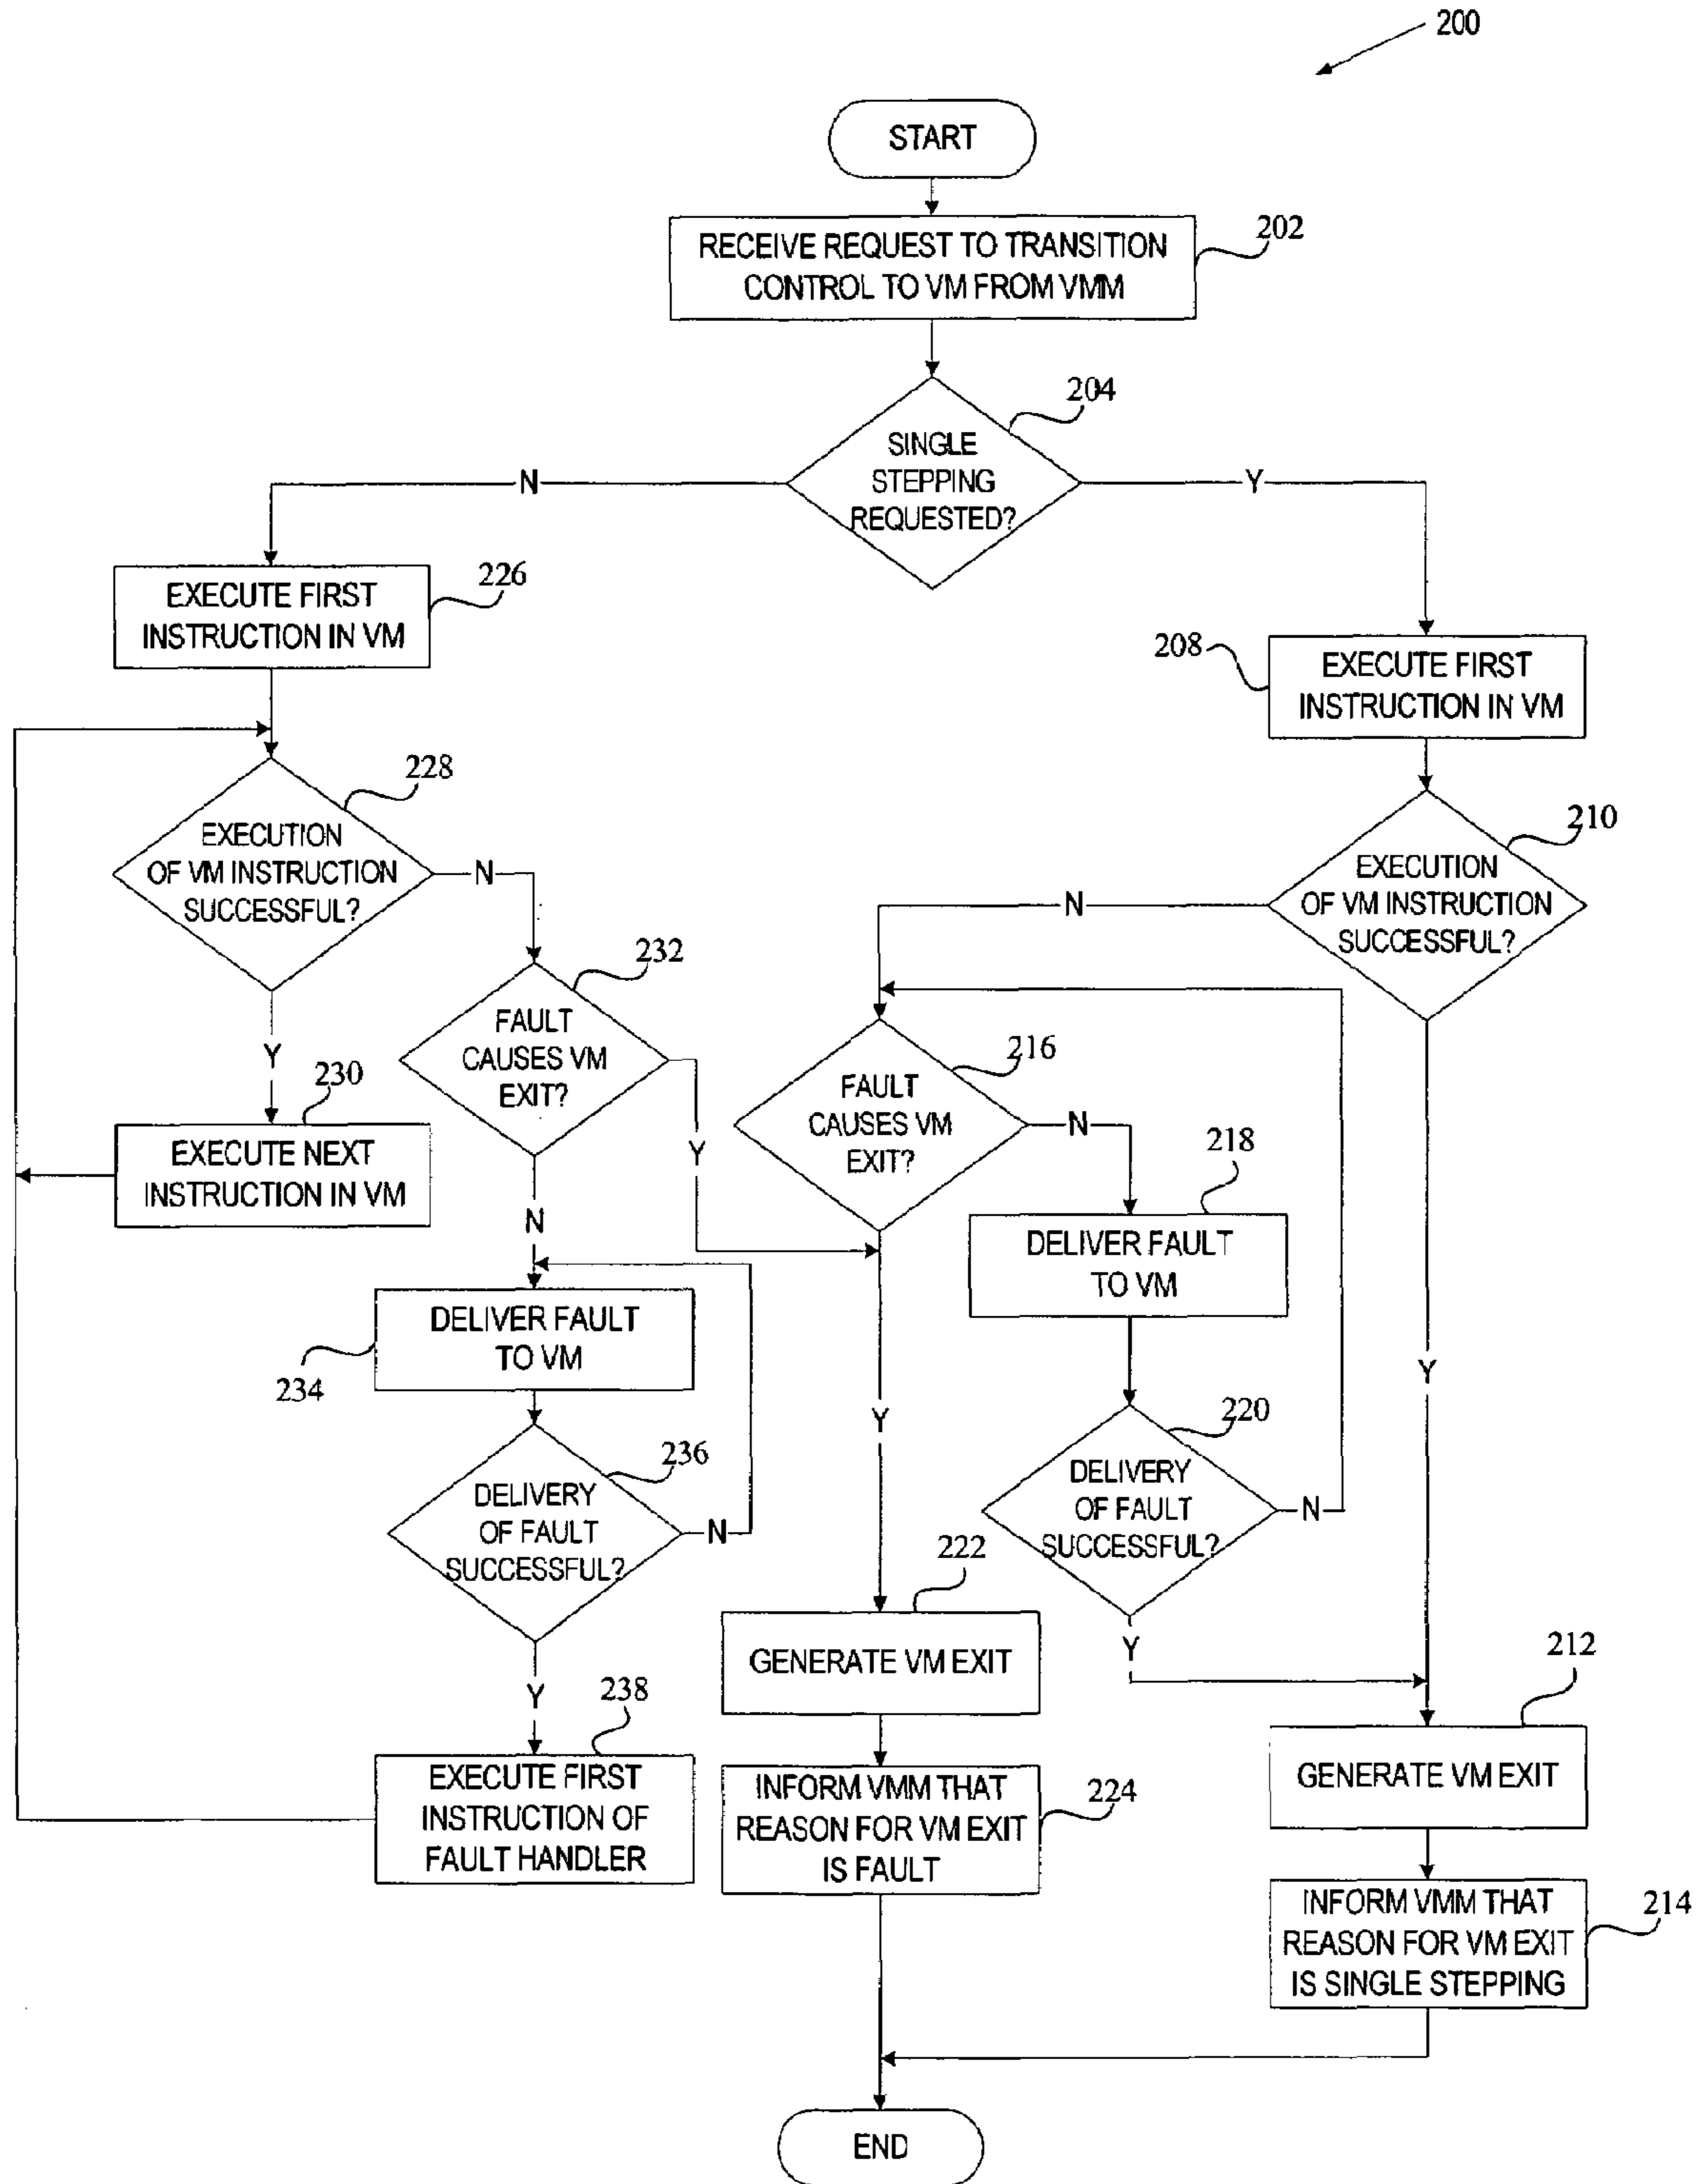 200
START
RECEIVE REQUEST TO TRANSITION
CONTROL TO VM FROM VMM
202
204
SINGLE
STEPPING
REQUESTED?
N
Y
EXECUTE FIRST
INSTRUCTION IN VM
226
208
EXECUTE FIRST
INSTRUCTION IN VM
228
EXECUTION
OF VM INSTRUCTION
SUCCESSFUL?
N
Y
210
EXECUTION
OF VM INSTRUCTION
SUCCESSFUL?
N
Y
232
FAULT
CAUSES VM
EXIT?
Y
N
216
FAULT
CAUSES VM
EXIT?
N
Y
230
EXECUTE NEXT
INSTRUCTION IN VM
218
DELIVER FAULT
TO VM
DELIVER FAULT
TO VM
234
220
DELIVERY
OF FAULT
SUCCESSFUL?
N
Y
236
DELIVERY
OF FAULT
SUCCESSFUL?
N
Y
222
GENERATE VM EXIT
212
GENERATE VM EXIT
238
EXECUTE FIRST
INSTRUCTION OF
FAULT HANDLER
INFORM VMM THAT
REASON FOR VM EXIT
IS FAULT
224
INFORM VMM THAT
REASON FOR VM EXIT
IS SINGLE STEPPING
214
END